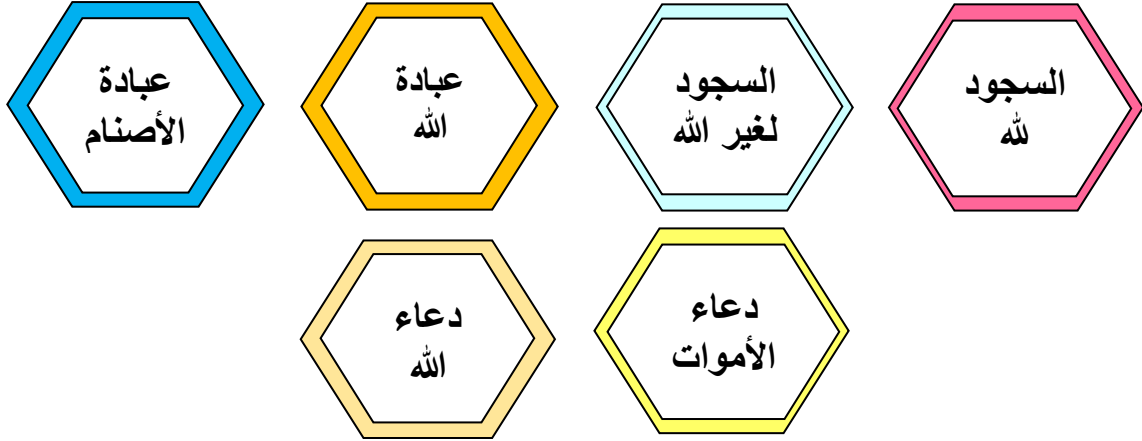 السجود
لله
السجود
لغير الله
عبادة
الله
عبادة
الأصنام
دعاء
الأموات
دعاء
الله